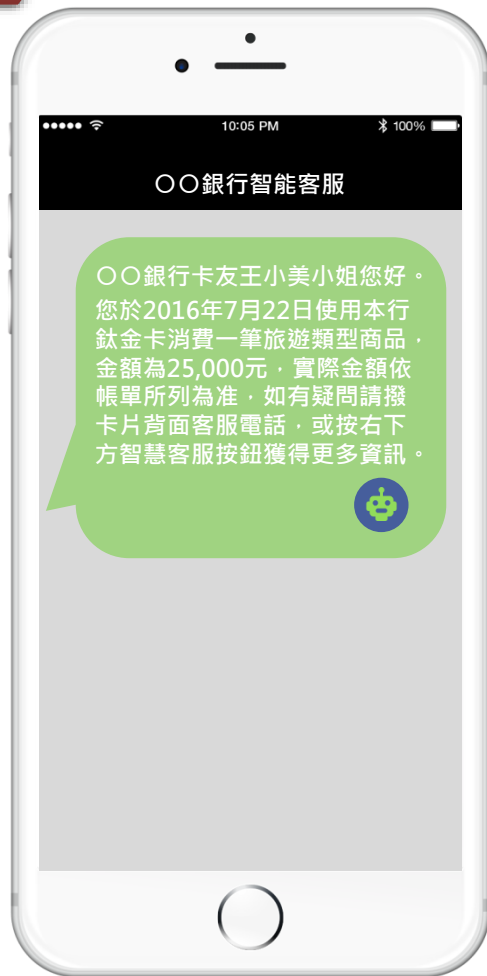 10:05 PM
100%
〇〇銀行智能客服
〇〇銀行卡友王小美小姐您好。
您於2016年7月22日使用本行
鈦金卡消費一筆旅遊類型商品，
金額為25,000元，實際金額依
帳單所列為准，如有疑問請撥
卡片背面客服電話，或按右下
方智慧客服按鈕獲得更多資訊。